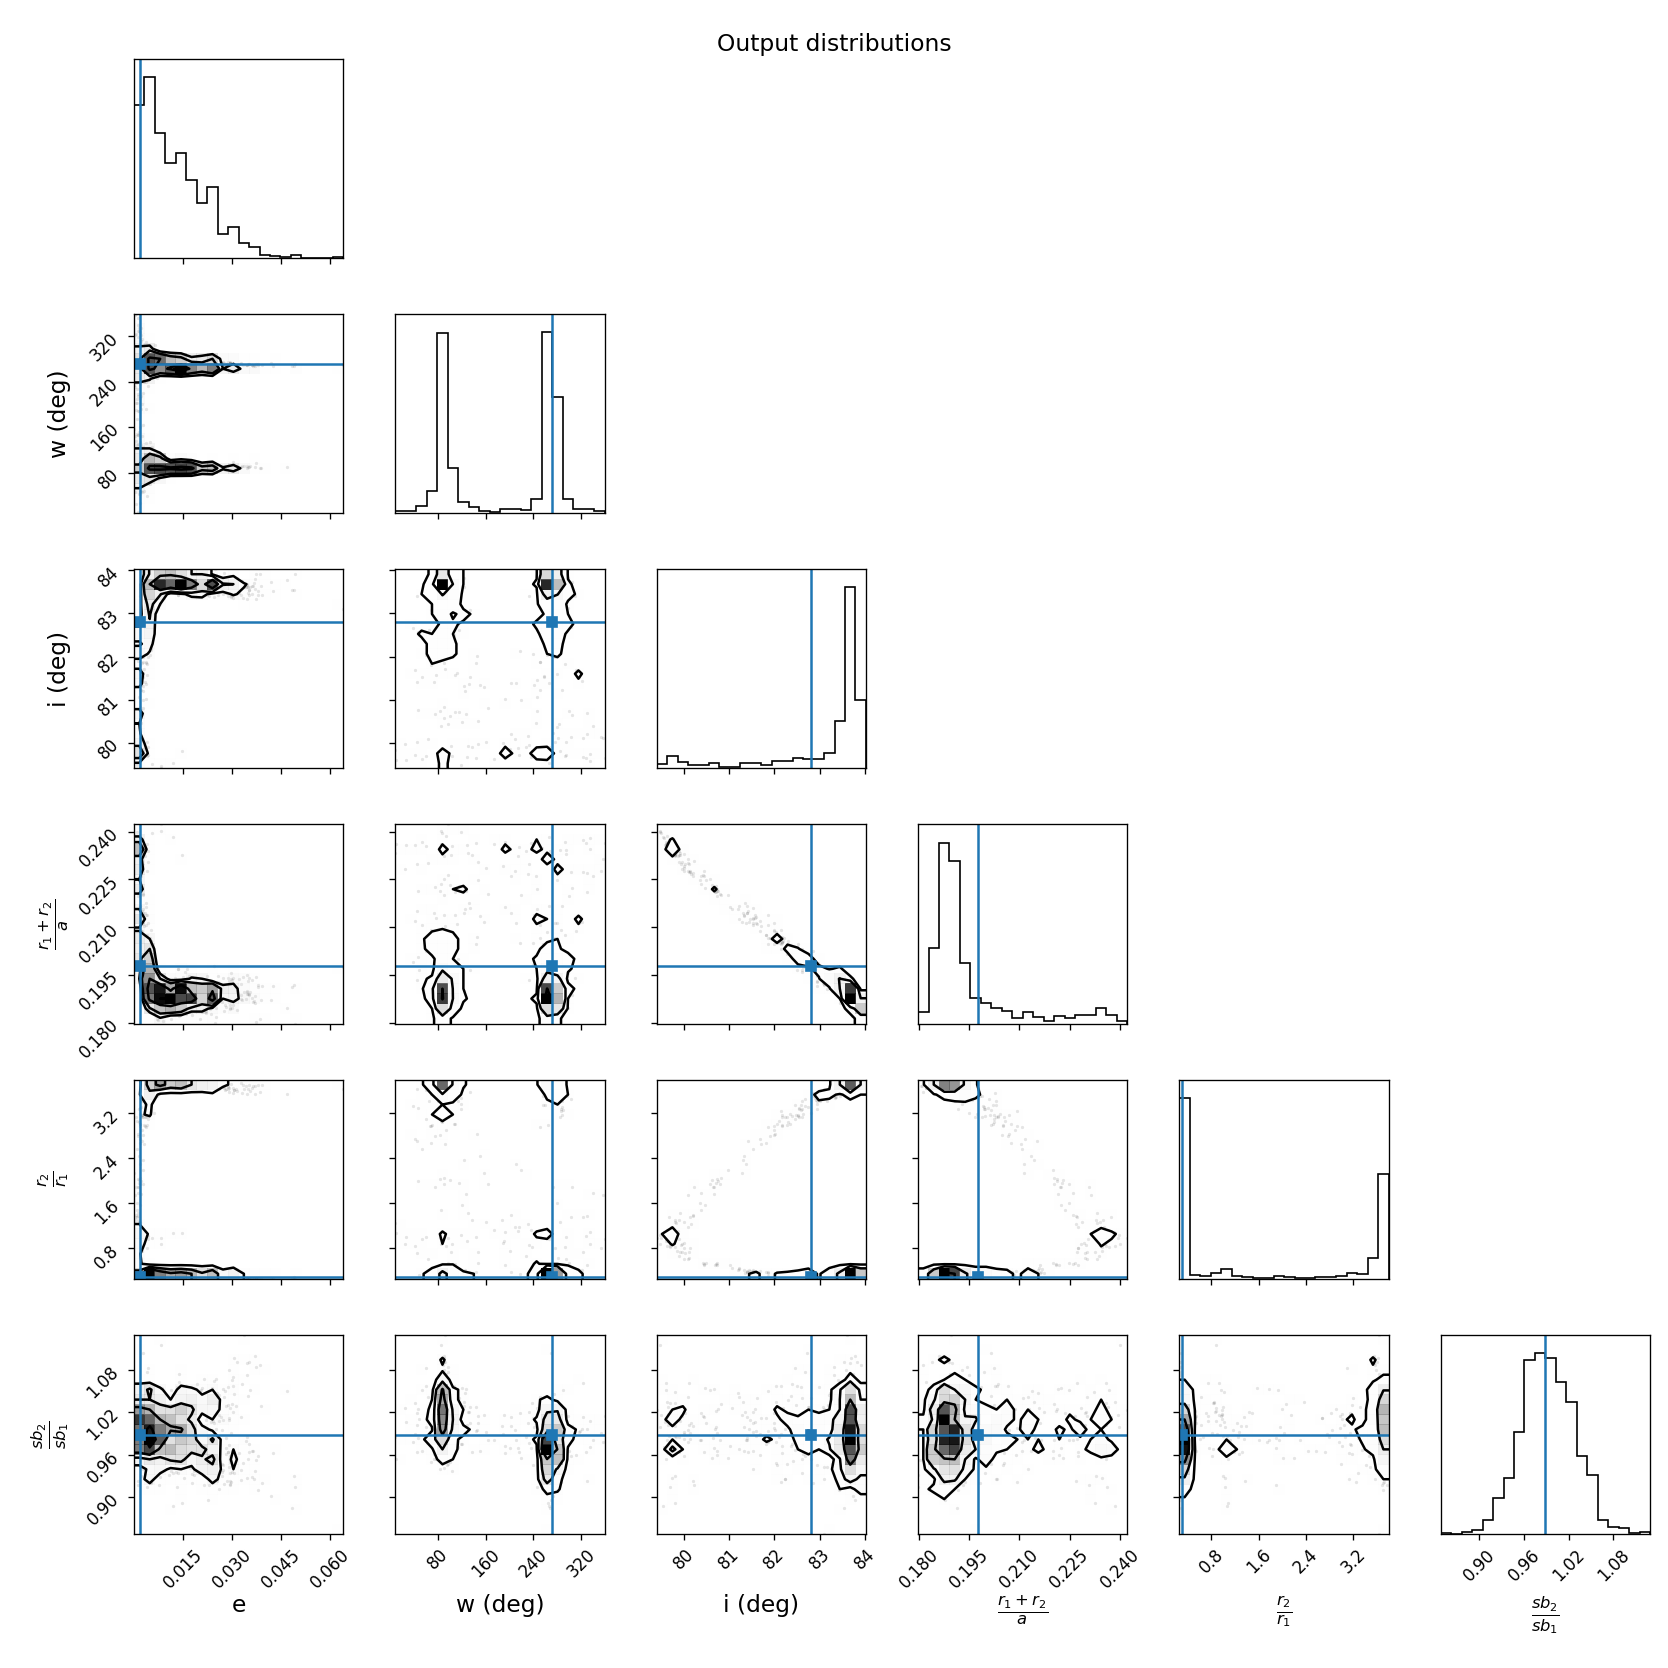 Output distributions
w (deg)
320
240
160
80
i (deg)
84
83
82
81
80
r₁ + r₂
a
0.240
0.225
0.210
0.195
0.180
r₂
r₁
3.2
2.4
1.6
0.8
sb₂
sb₁
1.08
1.02
0.96
0.90
0.015 0.030 0.045 0.060 80 160 240 320 80 81 82 83 84 0.180 0.195 0.210 0.225 0.240 0.8 1.6 2.4 3.2 0.90 0.96 1.02 1.08
e w (deg) i (deg) r₁ + r₂ r₂ sb₂
a r₁ sb₁